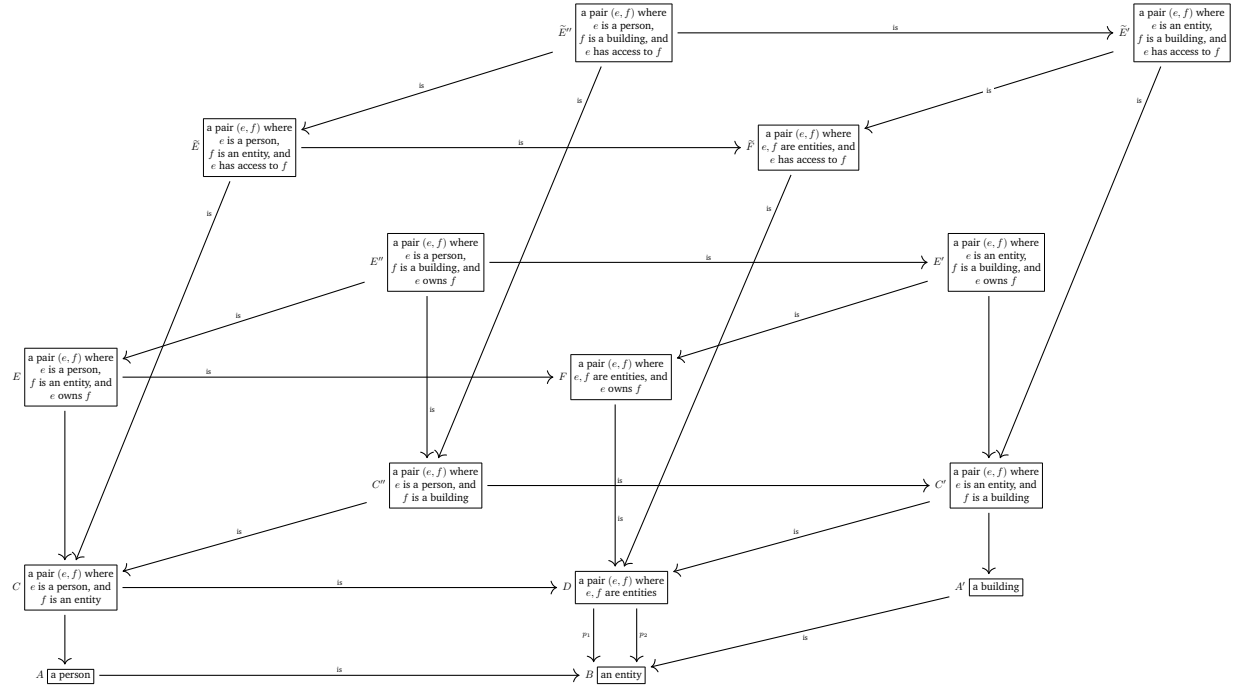 Ẽ″
a pair (e, f) where
e is a person,
f is a building, and
e has access to f
is
Ẽ′
a pair (e, f) where
e is an entity,
f is a building, and
e has access to f
is
is
is
is
Ẽ
a pair (e, f) where
e is a person,
f is an entity, and
e has access to f
is
F̃
a pair (e, f) where
e, f are entities, and
e has access to f
is
is
E″
a pair (e, f) where
e is a person,
f is a building, and
e owns f
is
E′
a pair (e, f) where
e is an entity,
f is a building, and
e owns f
is
is
E
a pair (e, f) where
e is a person,
f is an entity, and
e owns f
is
F
a pair (e, f) where
e, f are entities, and
e owns f
is
C″
a pair (e, f) where
e is a person, and
f is a building
is
C′
a pair (e, f) where
e is an entity, and
f is a building
is
is
is
C
a pair (e, f) where
e is a person, and
f is an entity
is
D
a pair (e, f) where
e, f are entities
A′
a building
p₁
p₂
is
A
a person
is
B
an entity